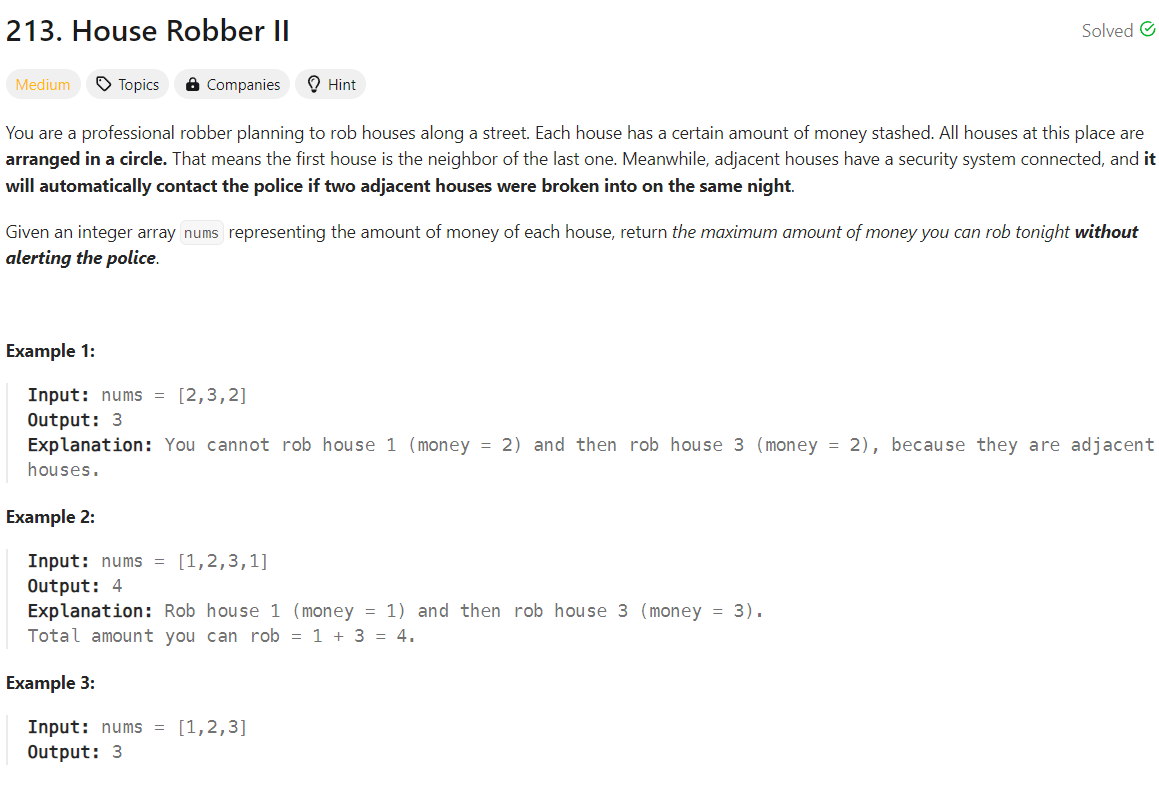 213. House Robber II
Solved
Medium
Topics
Companies
Hint
You are a professional robber planning to rob houses along a street. Each house has a certain amount of money stashed. All houses at this place are
arranged in a circle. That means the first house is the neighbor of the last one. Meanwhile, adjacent houses have a security system connected, and it
will automatically contact the police if two adjacent houses were broken into on the same night.
Given an integer array nums representing the amount of money of each house, return the maximum amount of money you can rob tonight without
alerting the police.
Example 1:
Input: nums = [2,3,2]
Output: 3
Explanation: You cannot rob house 1 (money = 2) and then rob house 3 (money = 2), because they are adjacent
houses.
Example 2:
Input: nums = [1,2,3,1]
Output: 4
Explanation: Rob house 1 (money = 1) and then rob house 3 (money = 3).
Total amount you can rob = 1 + 3 = 4.
Example 3:
Input: nums = [1,2,3]
Output: 3